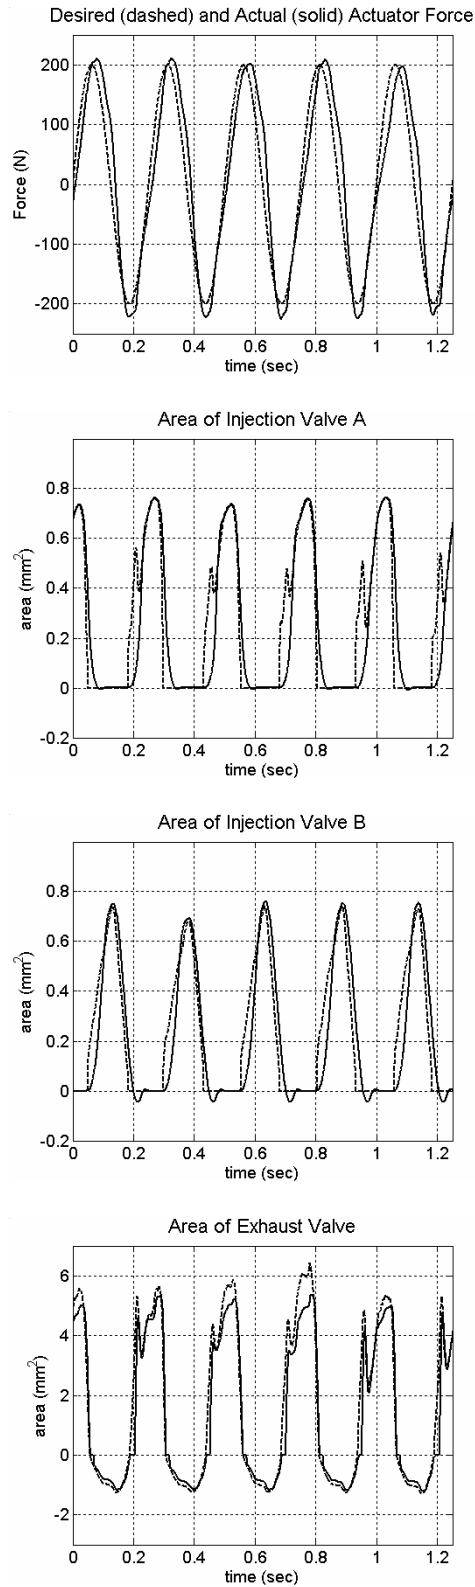 Desired (dashed) and Actual (solid) Actuator Force
200
100
0
-100
-200
Force (N)
0 0.2 0.4 0.6 0.8 1 1.2
time (sec)
Area of Injection Valve A
0.8
0.6
0.4
0.2
0
-0.2
area (mm²)
0 0.2 0.4 0.6 0.8 1 1.2
time (sec)
Area of Injection Valve B
0.8
0.6
0.4
0.2
0
-0.2
area (mm²)
0 0.2 0.4 0.6 0.8 1 1.2
time (sec)
Area of Exhaust Valve
6
4
2
0
-2
area (mm²)
0 0.2 0.4 0.6 0.8 1 1.2
time (sec)